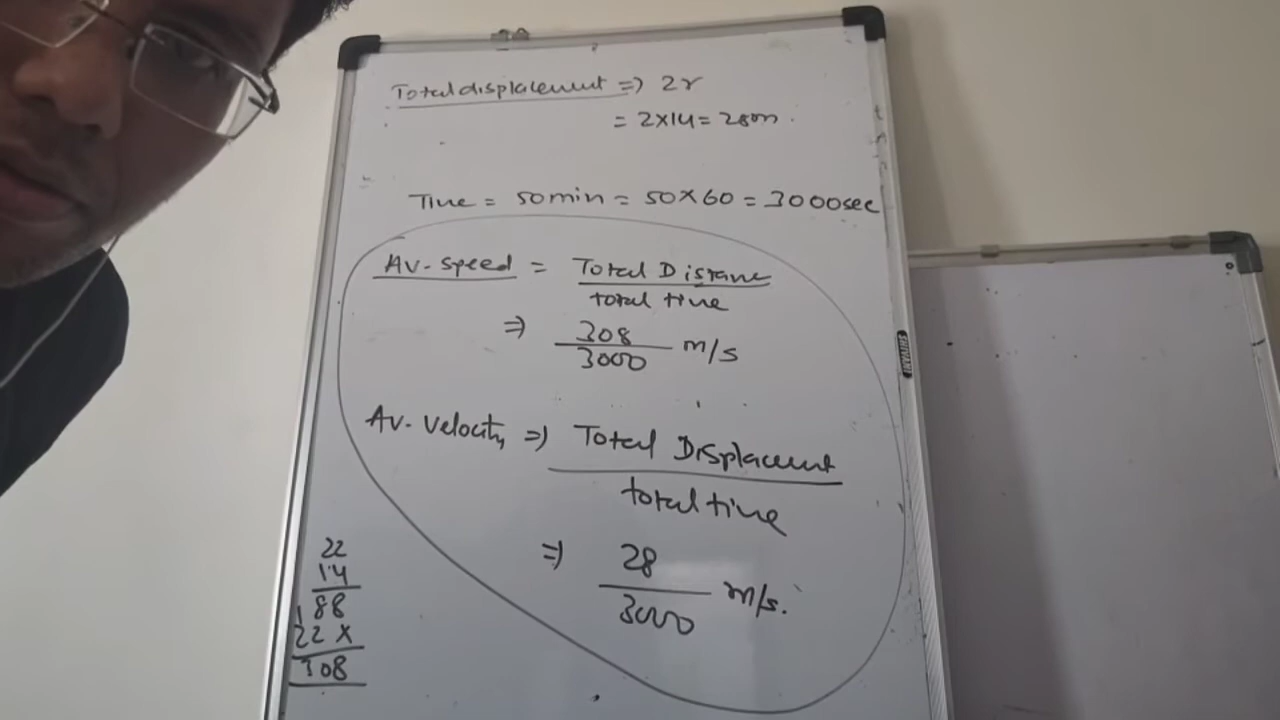 Total displacement => 2r
= 2×14 = 28m.
Time = 50min = 50×60 = 3000sec
Av. speed = Total Distance
total time
=> 308
3000 m/s
Av. Velocity => Total Displacement
total time
=> 28
3000 m/s.
22
14
88
22 x
308
SHIVANI